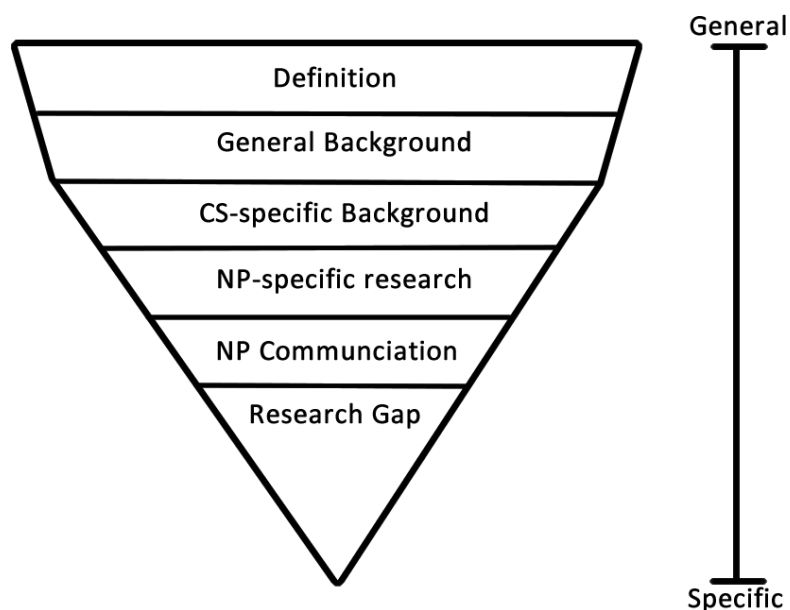 General
Definition
General Background
CS-specific Background
NP-specific research
NP Communciation
Research Gap
Specific